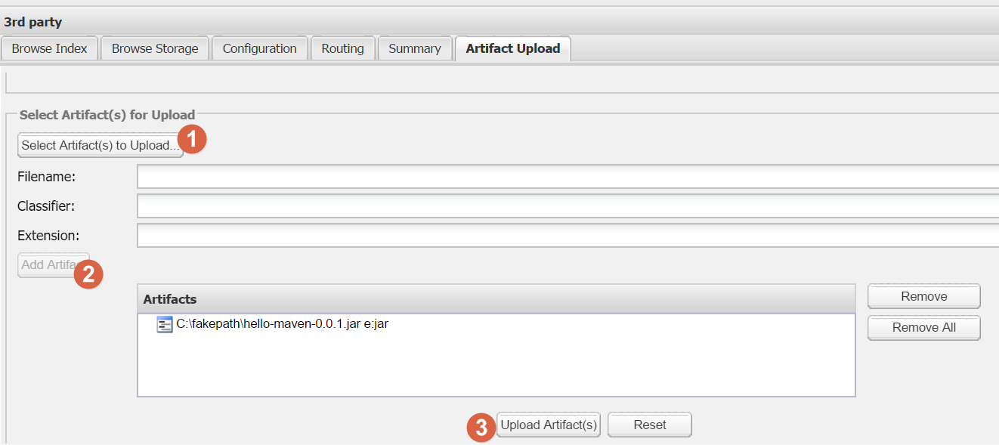 3rd party
Browse Index Browse Storage Configuration Routing Summary Artifact Upload
Select Artifact(s) for Upload
Select Artifact(s) to Upload... 1
Filename:
Classifier:
Extension:
Add Artifa 2
Artifacts
Remove
C:\fakepath\hello-maven-0.0.1.jar e:jar
Remove All
3 Upload Artifact(s) Reset